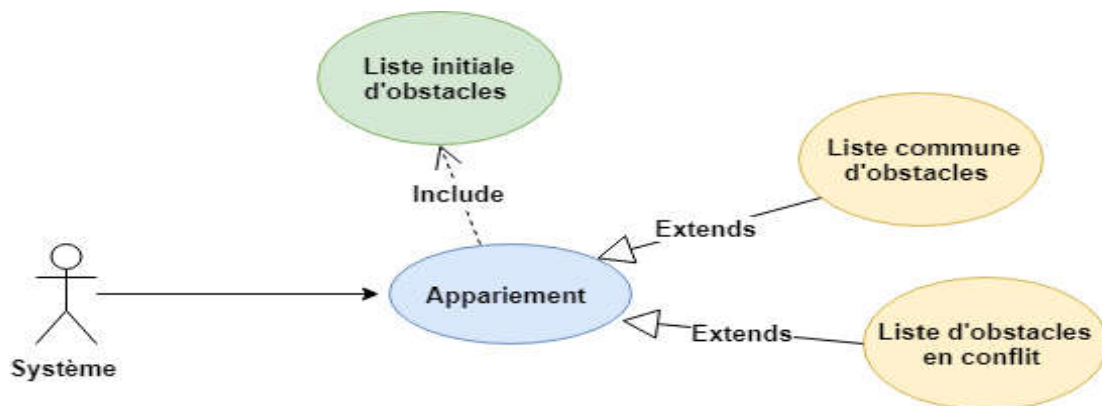 Liste initiale
d'obstacles
Liste commune
d'obstacles
Include
Extends
Appariement
Extends
Liste d'obstacles
en conflit
Système